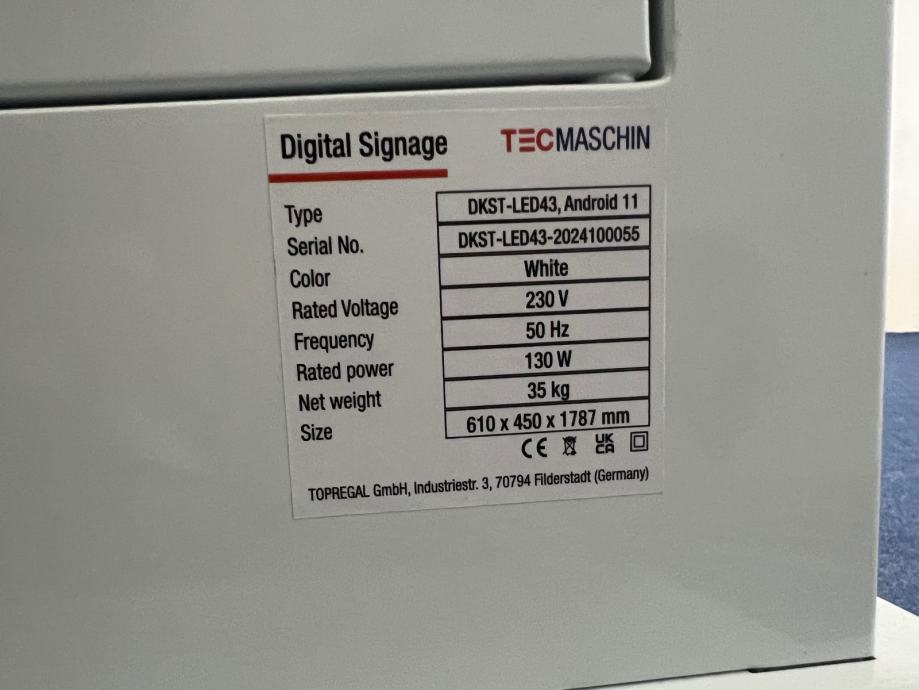 Digital Signage TECMASCHIN
Type DKST-LED43, Android 11
Serial No. DKST-LED43-2024100055
Color White
Rated Voltage 230 V
Frequency 50 Hz
Rated power 130 W
Net weight 35 kg
Size 610 x 450 x 1787 mm
CE UK CA
TOPREGAL GmbH, Industriestr. 3, 70794 Filderstadt (Germany)